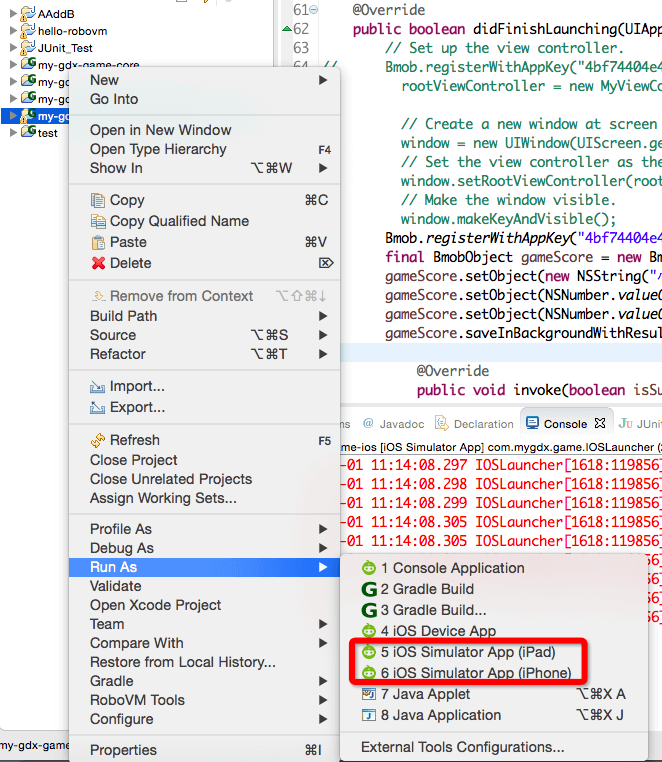 AAddB
hello-robovm
JUnit_Test
my-gdx-game-core
my-gd
my-gd
my-gd
test
61
@Override
62 public boolean didFinishLaunching(UIApp
63 // Set up the view controller.
64 // Bmob.registerWithAppKey("4bf74404e4
rootViewController = new MyViewCo
// Create a new window at screen
window = new UIWindow(UIScreen.ge
// Set the view controller as the
window.setRootViewController(root
// Make the window visible.
window.makeKeyAndVisible();
Bmob.registerWithAppKey("4bf74404e4
final BmobObject gameScore = new Bm
gameScore.setObject(new NSString("
gameScore.setObject(NSNumber.valueO
gameScore.setObject(NSNumber.valueO
gameScore.saveInBackgroundWithResul
@Override
public void invoke(boolean isSu
New
Go Into
Open in New Window
Open Type Hierarchy F4
Show In ⌥⌘W
Copy ⌘C
Copy Qualified Name
Paste ⌘V
Delete ⌦
Remove from Context ⌥⇧⌘↓
Build Path
Source ⌥⌘S
Refactor ⌥⌘T
Import...
Export...
Refresh F5
Close Project
Close Unrelated Projects
Assign Working Sets...
Profile As
Debug As
Run As
Validate
Open Xcode Project
Team
Compare With
Restore from Local History...
Gradle
RoboVM Tools
Configure
Properties ⌘I
1 Console Application
2 Gradle Build
3 Gradle Build...
4 iOS Device App
5 iOS Simulator App (iPad)
6 iOS Simulator App (iPhone)
7 Java Applet ⌥⌘X A
8 Java Application ⌥⌘X J
External Tools Configurations...
ns @ Javadoc Declaration Console JUni
me-ios [iOS Simulator App] com.mygdx.game.IOSLauncher (2
-01 11:14:08.297 IOSLauncher[1618:119856]
-01 11:14:08.298 IOSLauncher[1618:119856]
-01 11:14:08.299 IOSLauncher[1618:119856]
-01 11:14:08.305 IOSLauncher[1618:119856]
-01 11:14:08.305 IOSLauncher[1618:119856]
my-gdx-game